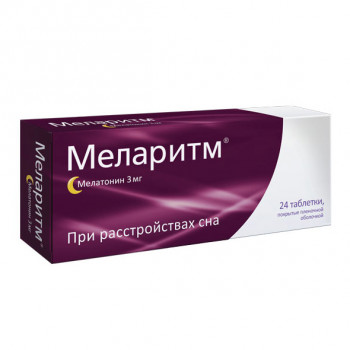 Меларитм®
Мелатонин 3 мг
При расстройствах сна
24 таблетки,
покрытые пленочной
оболочкой
Меларитм®
Мелатонин 3 мг